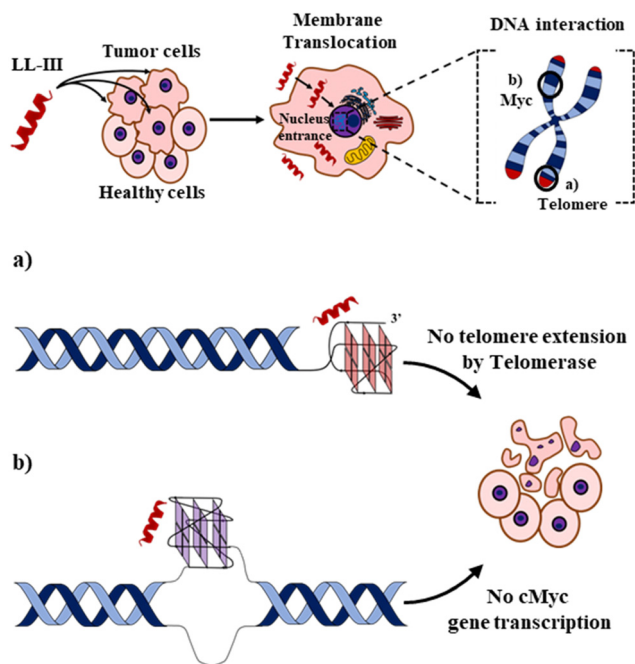 LL-III
Tumor cells
Healthy cells
Membrane
Translocation
Nucleus
entrance
DNA interaction
b)
Myc
a)
Telomere
a)
3’
No telomere extension
by Telomerase
b)
No cMyc
gene transcription